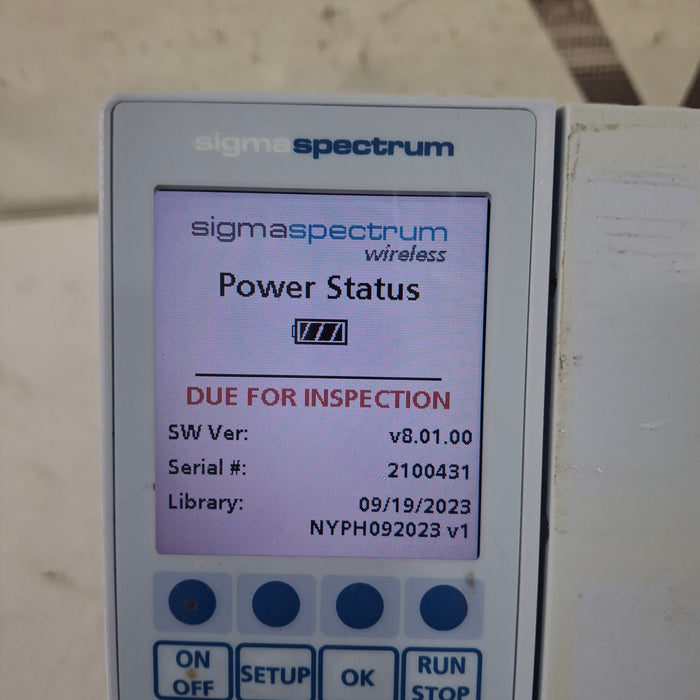 sigmaspectrum
sigmaspectrum
wireless
Power Status
DUE FOR INSPECTION
SW Ver: v8.01.00
Serial #: 2100431
Library: 09/19/2023
NYPH092023 v1
ON OFF
SETUP
OK
RUN STOP